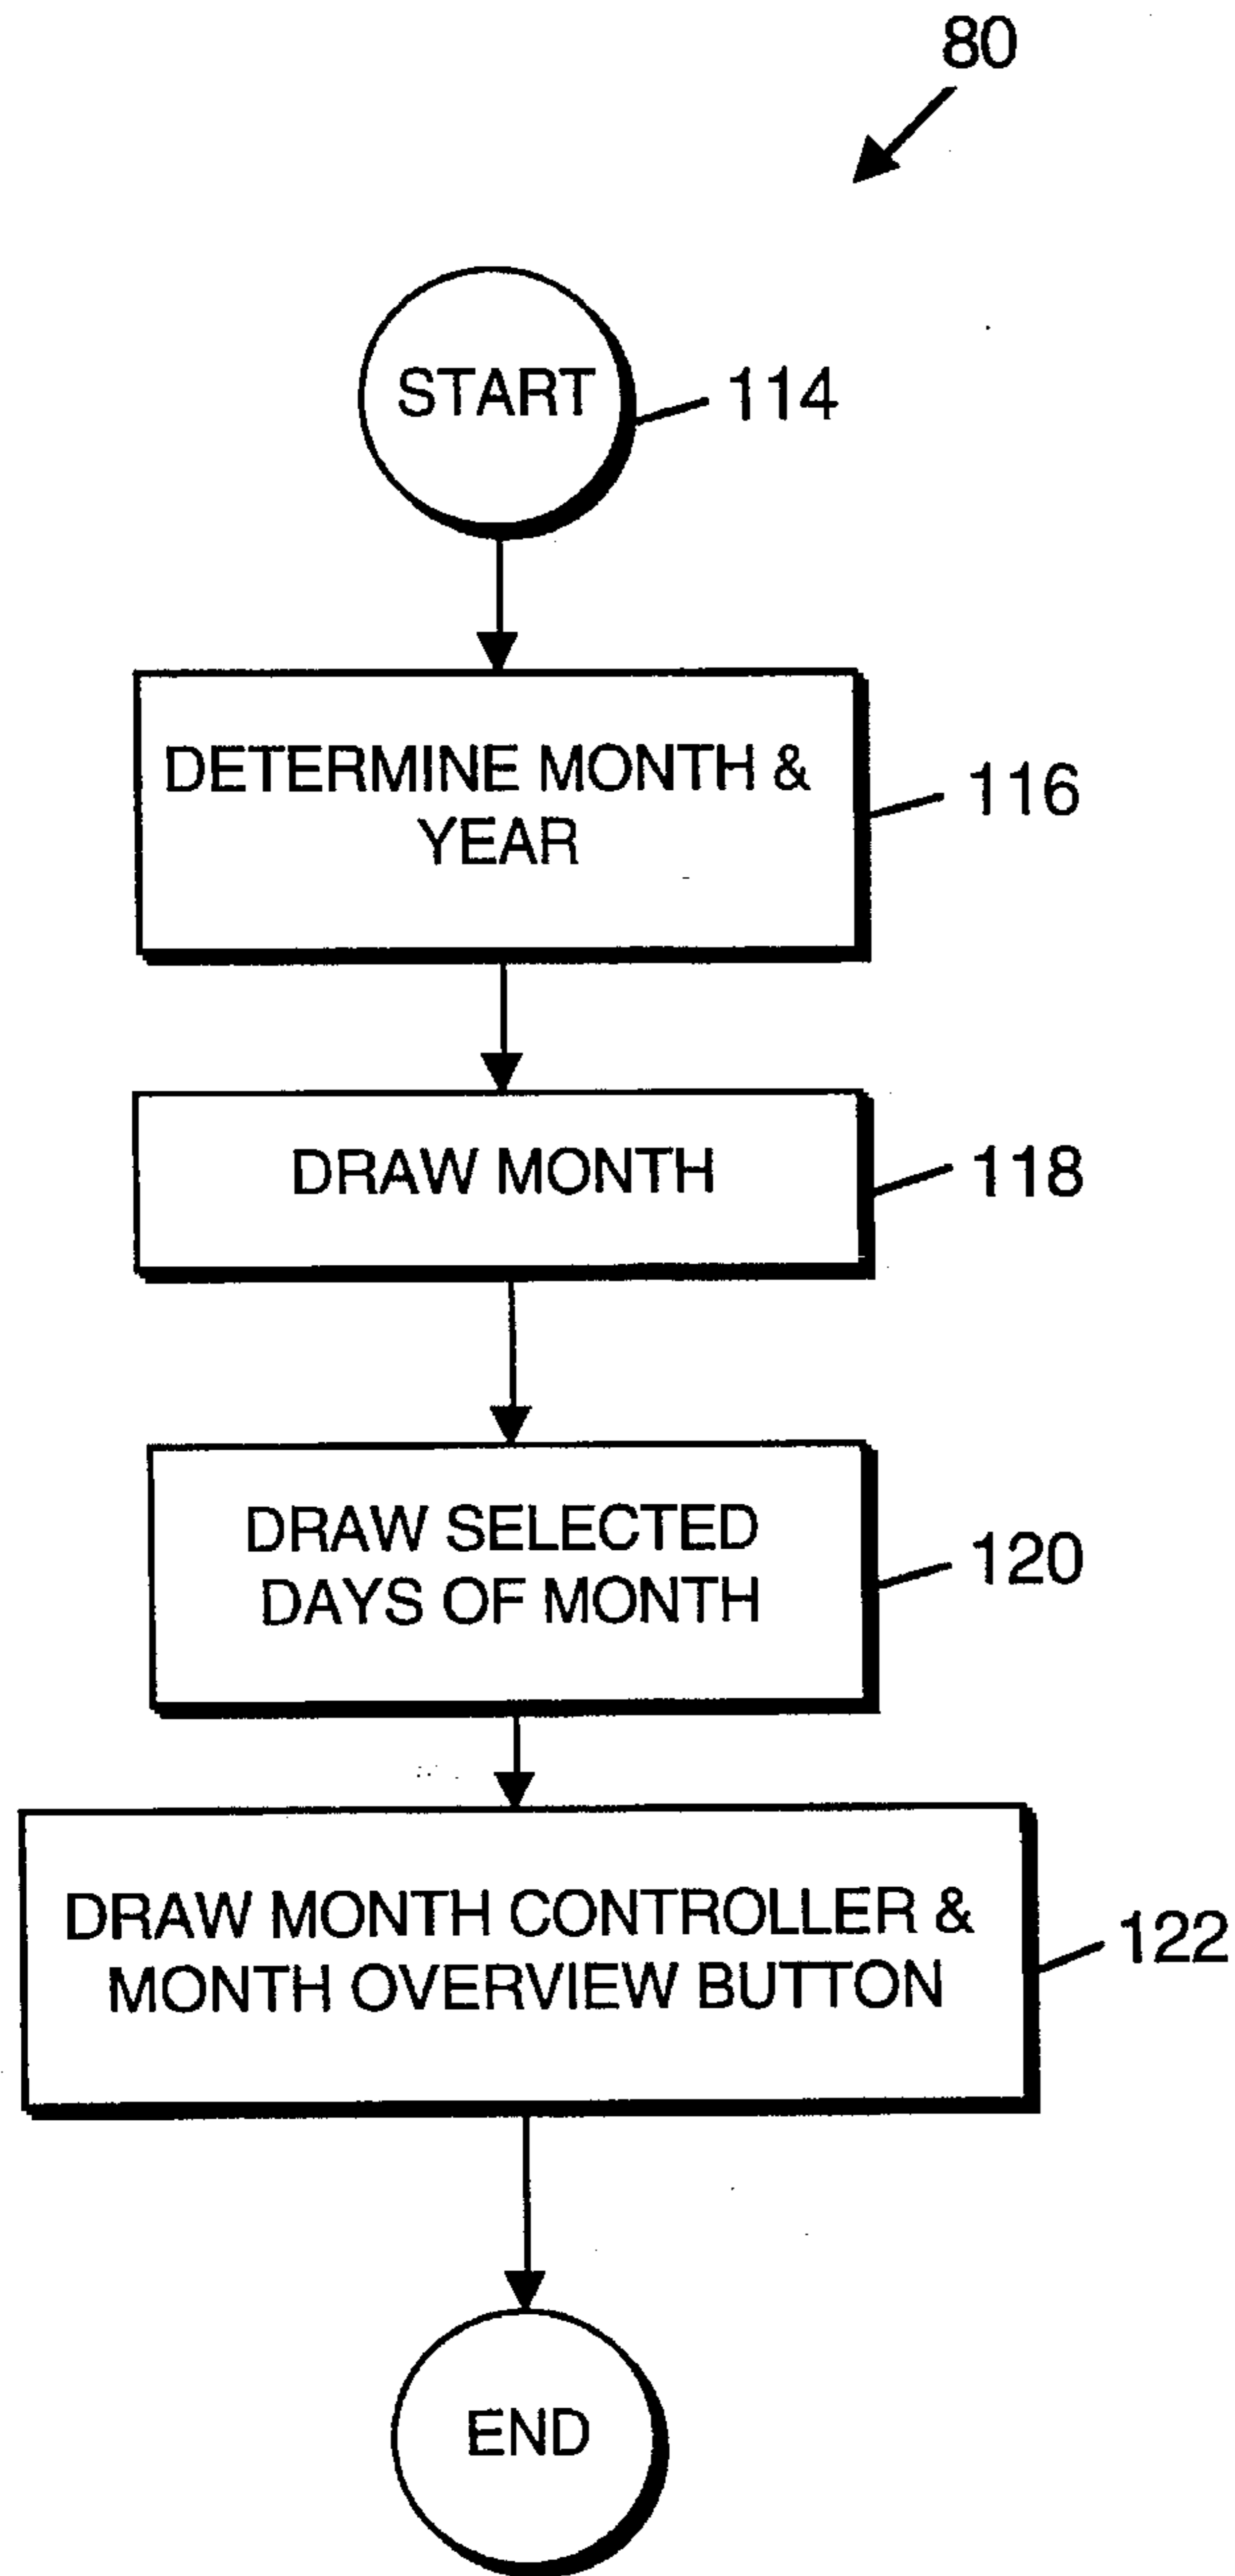 80
START
114
DETERMINE MONTH &
YEAR
116
DRAW MONTH
118
DRAW SELECTED
DAYS OF MONTH
120
DRAW MONTH CONTROLLER &
MONTH OVERVIEW BUTTON
122
END